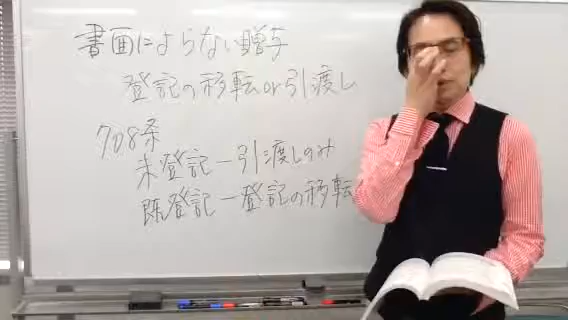 書面によらない贈与
登記の移転or引渡し
708条
未登記ー引渡しのみ
既登記ー登記の移転